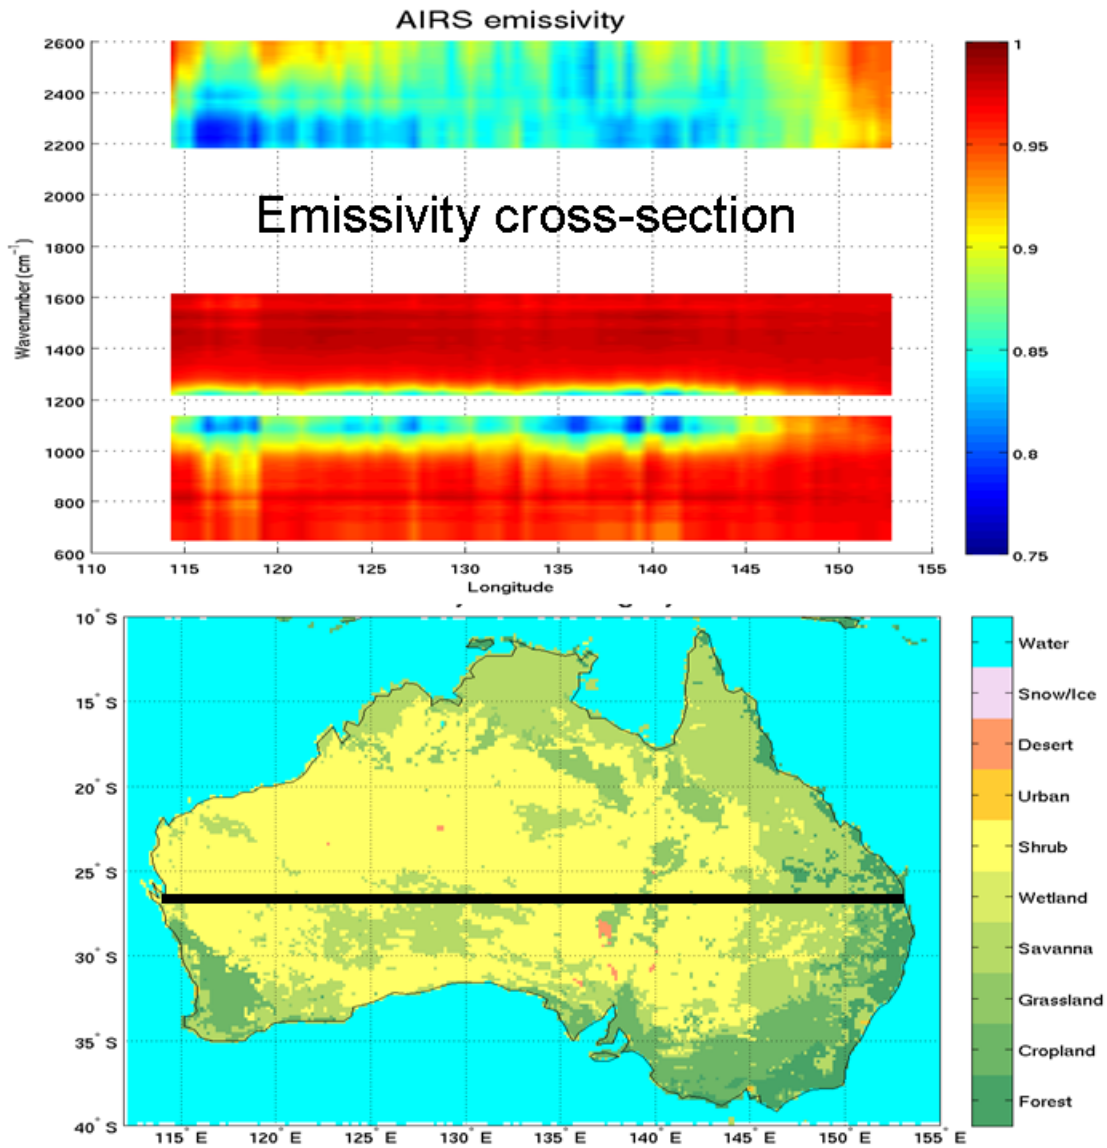 AIRS emissivity
2600
2400
2200
2000
1800
1600
1400
1200
1000
800
600
Wavenumber(cm⁻¹)
Emissivity cross-section
110 115 120 125 130 135 140 145 150 155
Longitude
1
0.95
0.9
0.85
0.8
0.75
10° S
15° S
20° S
25° S
30° S
35° S
40° S
115° E 120° E 125° E 130° E 135° E 140° E 145° E 150° E 155° E
Water
Snow/Ice
Desert
Urban
Shrub
Wetland
Savanna
Grassland
Cropland
Forest